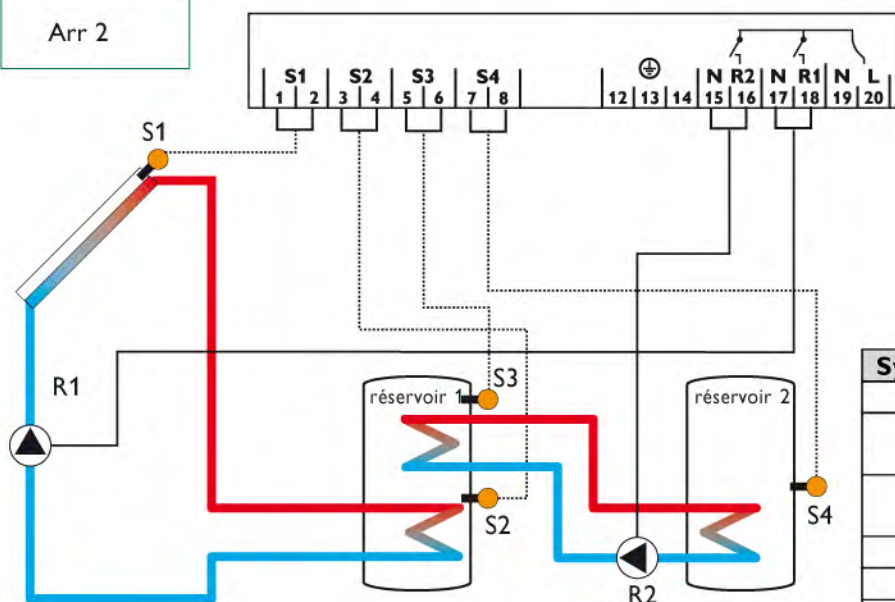 Arr 2
S1 S2 S3 S4 N R2 N R1 N L
1 2 3 4 5 6 7 8 12 13 14 15 16 17 18 19 20
S1
R1
réservoir 1
S3
réservoir 2
S2
S4
R2